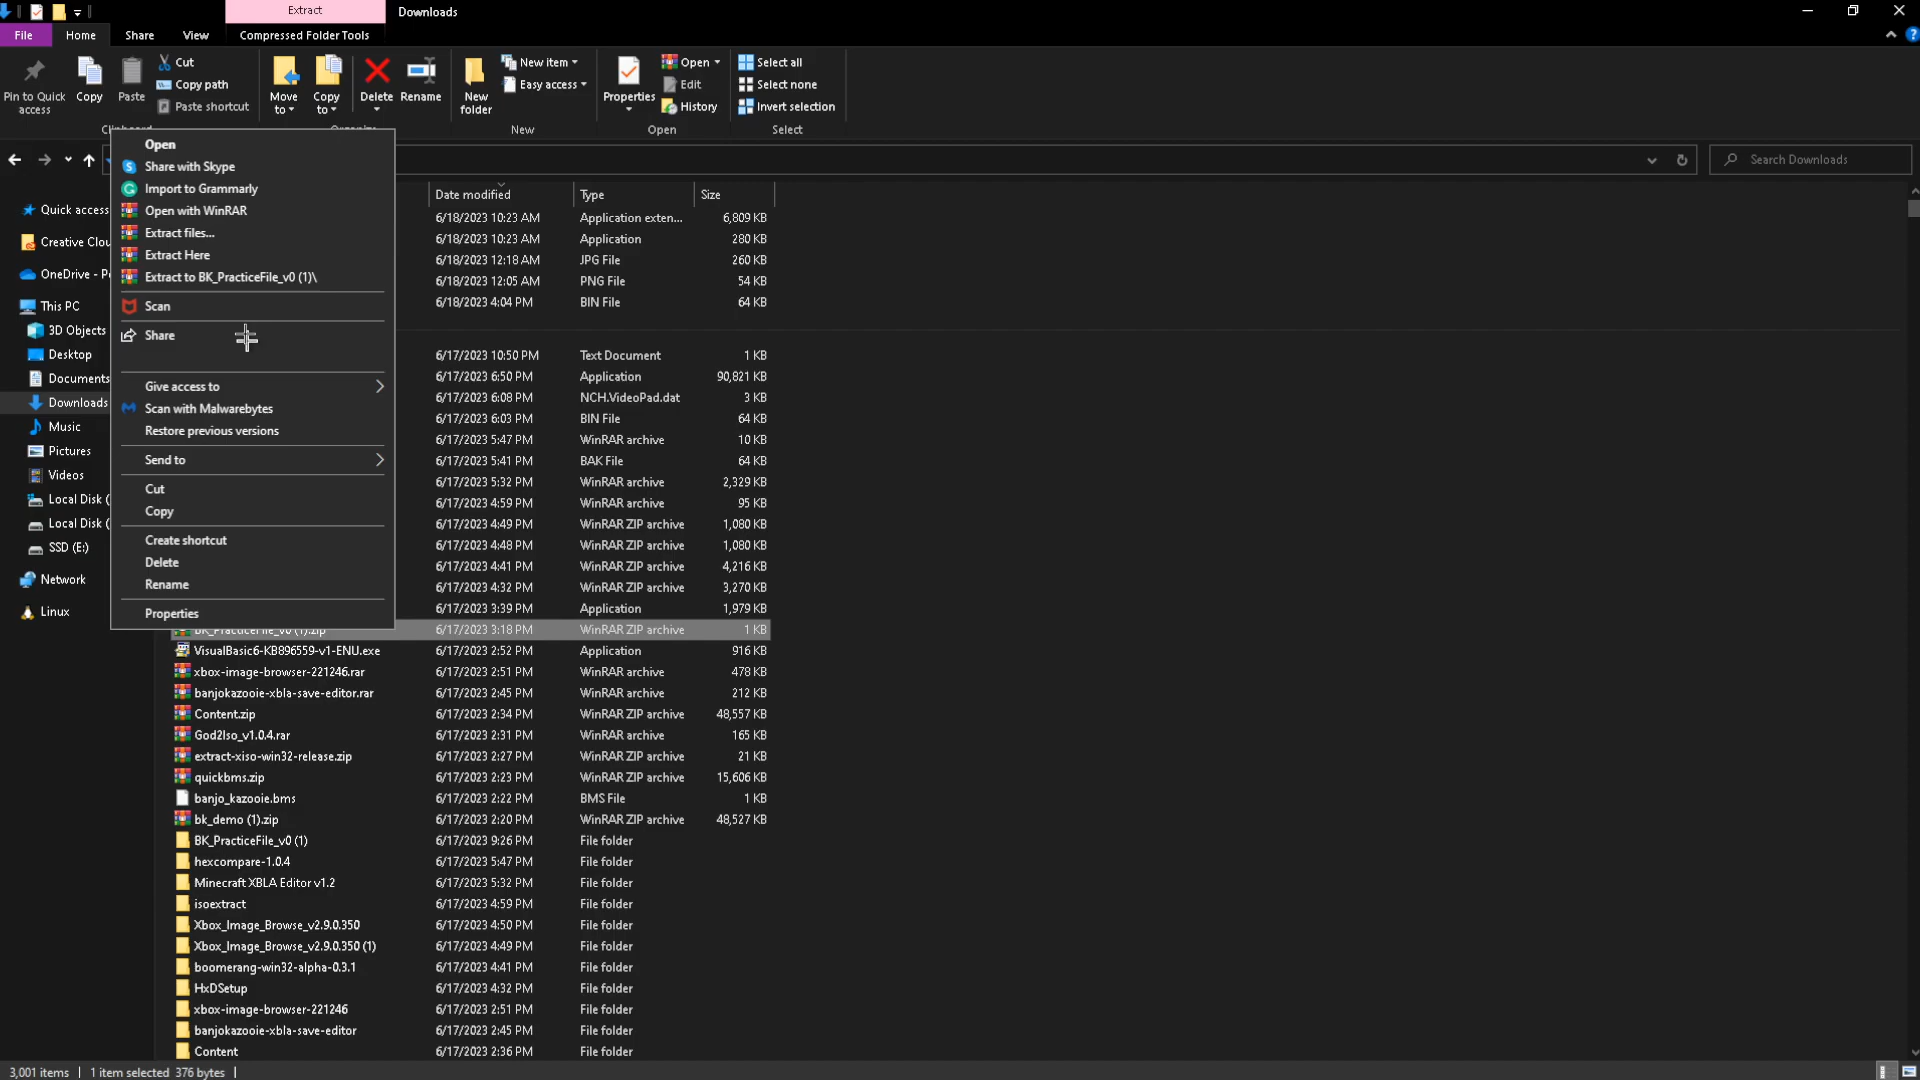 Extract
Downloads
File
Home
Share
View
Compressed Folder Tools
Pin to Quick access
Copy
Paste
Cut
Copy path
Paste shortcut
Move to
Copy to
Delete
Rename
New folder
New item
Easy access
Properties
Open
Edit
History
Select all
Select none
Invert selection
New
Open
Select
Search Downloads
Quick access
Creative Clou
OneDrive - P
This PC
3D Objects
Desktop
Documents
Downloads
Music
Pictures
Videos
Local Disk (
Local Disk (
SSD (E:)
Network
Linux
Open
Share with Skype
Import to Grammarly
Open with WinRAR
Extract files...
Extract Here
Extract to BK_PracticeFile_v0 (1)\
Scan
Share
Give access to
Scan with Malwarebytes
Restore previous versions
Send to
Cut
Copy
Create shortcut
Delete
Rename
Properties
Date modified Type Size
6/18/2023 10:23 AM Application exten... 6,809 KB
6/18/2023 10:23 AM Application 280 KB
6/18/2023 12:18 AM JPG File 260 KB
6/18/2023 12:05 AM PNG File 54 KB
6/18/2023 4:04 PM BIN File 64 KB
6/17/2023 10:50 PM Text Document 1 KB
6/17/2023 6:50 PM Application 90,821 KB
6/17/2023 6:08 PM NCH.VideoPad.dat 3 KB
6/17/2023 6:03 PM BIN File 64 KB
6/17/2023 5:47 PM WinRAR archive 10 KB
6/17/2023 5:41 PM BAK File 64 KB
6/17/2023 5:32 PM WinRAR archive 2,329 KB
6/17/2023 4:59 PM WinRAR archive 95 KB
6/17/2023 4:49 PM WinRAR ZIP archive 1,080 KB
6/17/2023 4:48 PM WinRAR ZIP archive 1,080 KB
6/17/2023 4:41 PM WinRAR ZIP archive 4,216 KB
6/17/2023 4:32 PM WinRAR ZIP archive 3,270 KB
6/17/2023 3:39 PM Application 1,979 KB
BK_PracticeFile_v0 (1).zip 6/17/2023 3:18 PM WinRAR ZIP archive 1 KB
VisualBasic6-KB896559-v1-ENU.exe 6/17/2023 2:52 PM Application 916 KB
xbox-image-browser-221246.rar 6/17/2023 2:51 PM WinRAR archive 478 KB
banjokazooie-xbla-save-editor.rar 6/17/2023 2:45 PM WinRAR archive 212 KB
Content.zip 6/17/2023 2:34 PM WinRAR ZIP archive 48,557 KB
God2Iso_v1.0.4.rar 6/17/2023 2:31 PM WinRAR archive 165 KB
extract-xiso-win32-release.zip 6/17/2023 2:27 PM WinRAR ZIP archive 21 KB
quickbms.zip 6/17/2023 2:23 PM WinRAR ZIP archive 15,606 KB
banjo_kazooie.bms 6/17/2023 2:22 PM BMS File 1 KB
bk_demo (1).zip 6/17/2023 2:20 PM WinRAR ZIP archive 48,527 KB
BK_PracticeFile_v0 (1) 6/17/2023 9:26 PM File folder
hexcompare-1.0.4 6/17/2023 5:47 PM File folder
Minecraft XBLA Editor v1.2 6/17/2023 5:32 PM File folder
isoextract 6/17/2023 4:59 PM File folder
Xbox_Image_Browse_v2.9.0.350 6/17/2023 4:50 PM File folder
Xbox_Image_Browse_v2.9.0.350 (1) 6/17/2023 4:49 PM File folder
boomerang-win32-alpha-0.3.1 6/17/2023 4:41 PM File folder
HxDSetup 6/17/2023 4:32 PM File folder
xbox-image-browser-221246 6/17/2023 2:51 PM File folder
banjokazooie-xbla-save-editor 6/17/2023 2:45 PM File folder
Content 6/17/2023 2:36 PM File folder
3,001 items 1 item selected 376 bytes